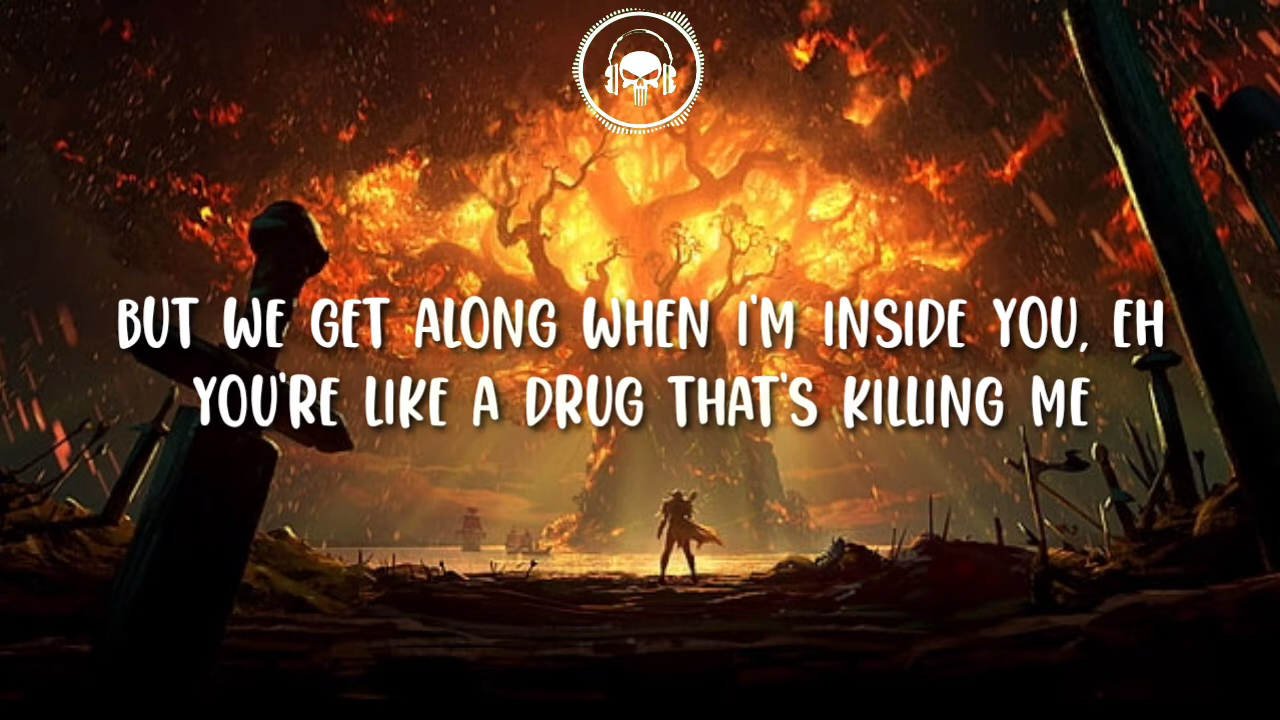 BUT WE GET ALONG WHEN I'M INSIDE YOU, EH
YOU'RE LIKE A DRUG THAT'S KILLING ME